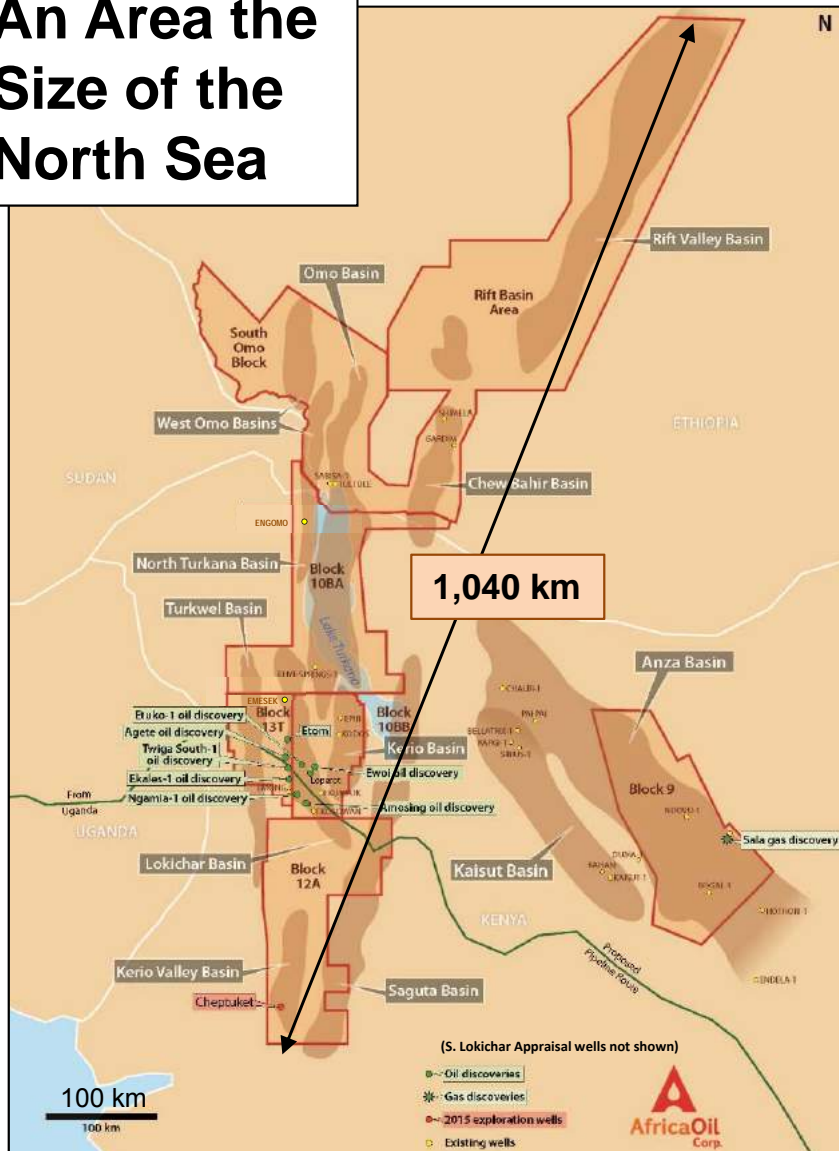 An Area the
Size of the
North Sea
N
Rift Valley Basin
Omo Basin
Rift Basin
Area
South
Omo
Block
West Omo Basins
ETHIOPIA
SUDAN
Chew Bahir Basin
ENGOMO
North Turkana Basin
Block
10BA
1,040 km
Turkwel Basin
Lake Turkana
Anza Basin
EMESEK
Etuko-1 oil discovery
Block
13T
Etom
Block
10BB
CHALBI-1
Agete oil discovery
Kerio Basin
Twiga South-1
oil discovery
Ewoi oil discovery
Ekales-1 oil discovery
Block 9
Ngamia-1 oil discovery
Amosing oil discovery
From
Uganda
UGANDA
Sala gas discovery
Lokichar Basin
Block
12A
Kaisut Basin
KENYA
Proposed
Pipeline Route
Kerio Valley Basin
Saguta Basin
ENDELA-1
Cheptuket
(S. Lokichar Appraisal wells not shown)
Oil discoveries
Gas discoveries
2015 exploration wells
Existing wells
100 km
100 km
AfricaOil
Corp.